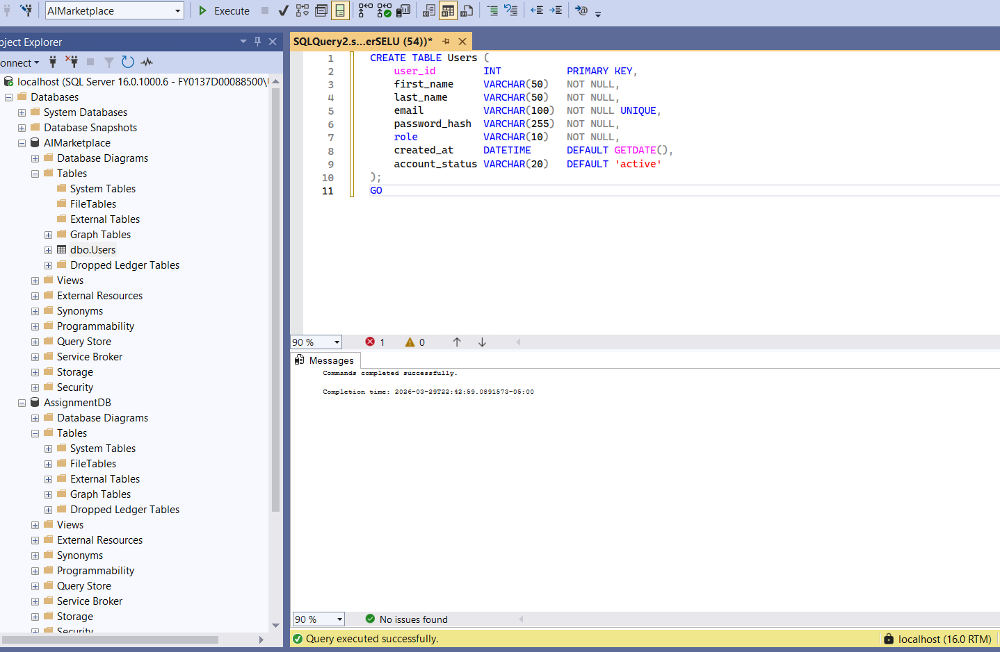 AIMarketplace
Execute
bject Explorer
onnect
localhost (SQL Server 16.0.1000.6 - FY0137D00088500\
Databases
System Databases
Database Snapshots
AIMarketplace
Database Diagrams
Tables
System Tables
FileTables
External Tables
Graph Tables
dbo.Users
Dropped Ledger Tables
Views
External Resources
Synonyms
Programmability
Query Store
Service Broker
Storage
Security
AssignmentDB
Database Diagrams
Tables
System Tables
FileTables
External Tables
Graph Tables
Dropped Ledger Tables
Views
External Resources
Synonyms
Programmability
Query Store
Service Broker
Storage
Security
SQLQuery2.s...erSELU (54))*
1 CREATE TABLE Users (
2 user_id INT PRIMARY KEY,
3 first_name VARCHAR(50) NOT NULL,
4 last_name VARCHAR(50) NOT NULL,
5 email VARCHAR(100) NOT NULL UNIQUE,
6 password_hash VARCHAR(255) NOT NULL,
7 role VARCHAR(10) NOT NULL,
8 created_at DATETIME DEFAULT GETDATE(),
9 account_status VARCHAR(20) DEFAULT 'active'
10 );
11 GO
90 % 1 0
Messages
Commands completed successfully.
Completion time: 2026-03-29T22:42:59.0891573-05:00
90 % No issues found
Query executed successfully. localhost (16.0 RTM)